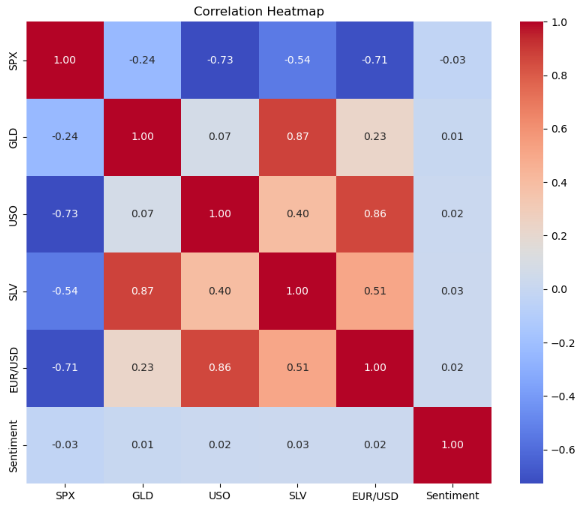 Correlation Heatmap
SPX 1.00 -0.24 -0.73 -0.54 -0.71 -0.03
GLD -0.24 1.00 0.07 0.87 0.23 0.01
USO -0.73 0.07 1.00 0.40 0.86 0.02
SLV -0.54 0.87 0.40 1.00 0.51 0.03
EUR/USD -0.71 0.23 0.86 0.51 1.00 0.02
Sentiment -0.03 0.01 0.02 0.03 0.02 1.00
SPX GLD USO SLV EUR/USD Sentiment
1.0
0.8
0.6
0.4
0.2
0.0
−0.2
−0.4
−0.6